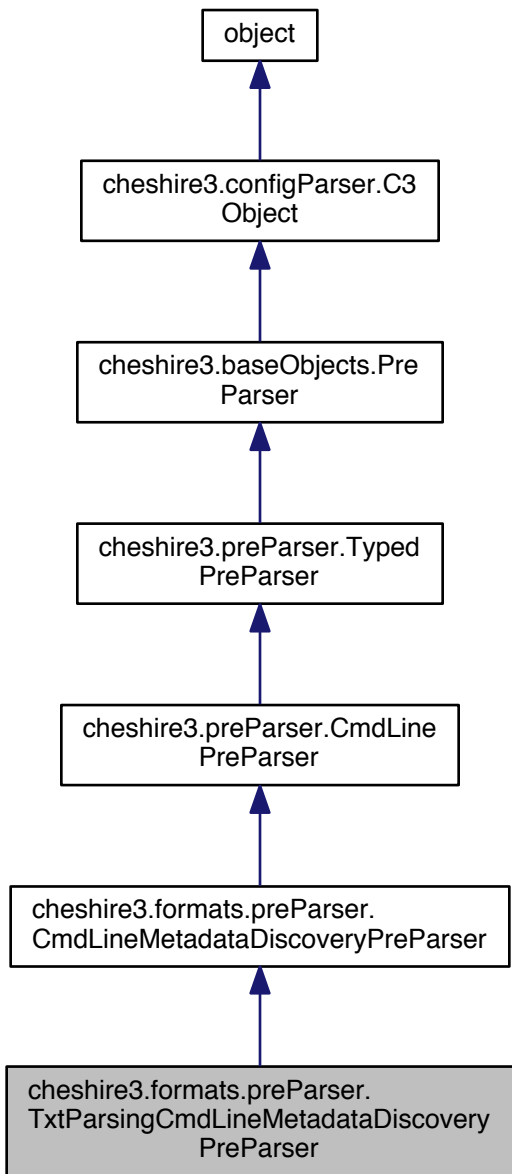 object
cheshire3.configParser.C3
Object
cheshire3.baseObjects.Pre
Parser
cheshire3.preParser.Typed
PreParser
cheshire3.preParser.CmdLine
PreParser
cheshire3.formats.preParser.
CmdLineMetadataDiscoveryPreParser
cheshire3.formats.preParser.
TxtParsingCmdLineMetadataDiscovery
PreParser